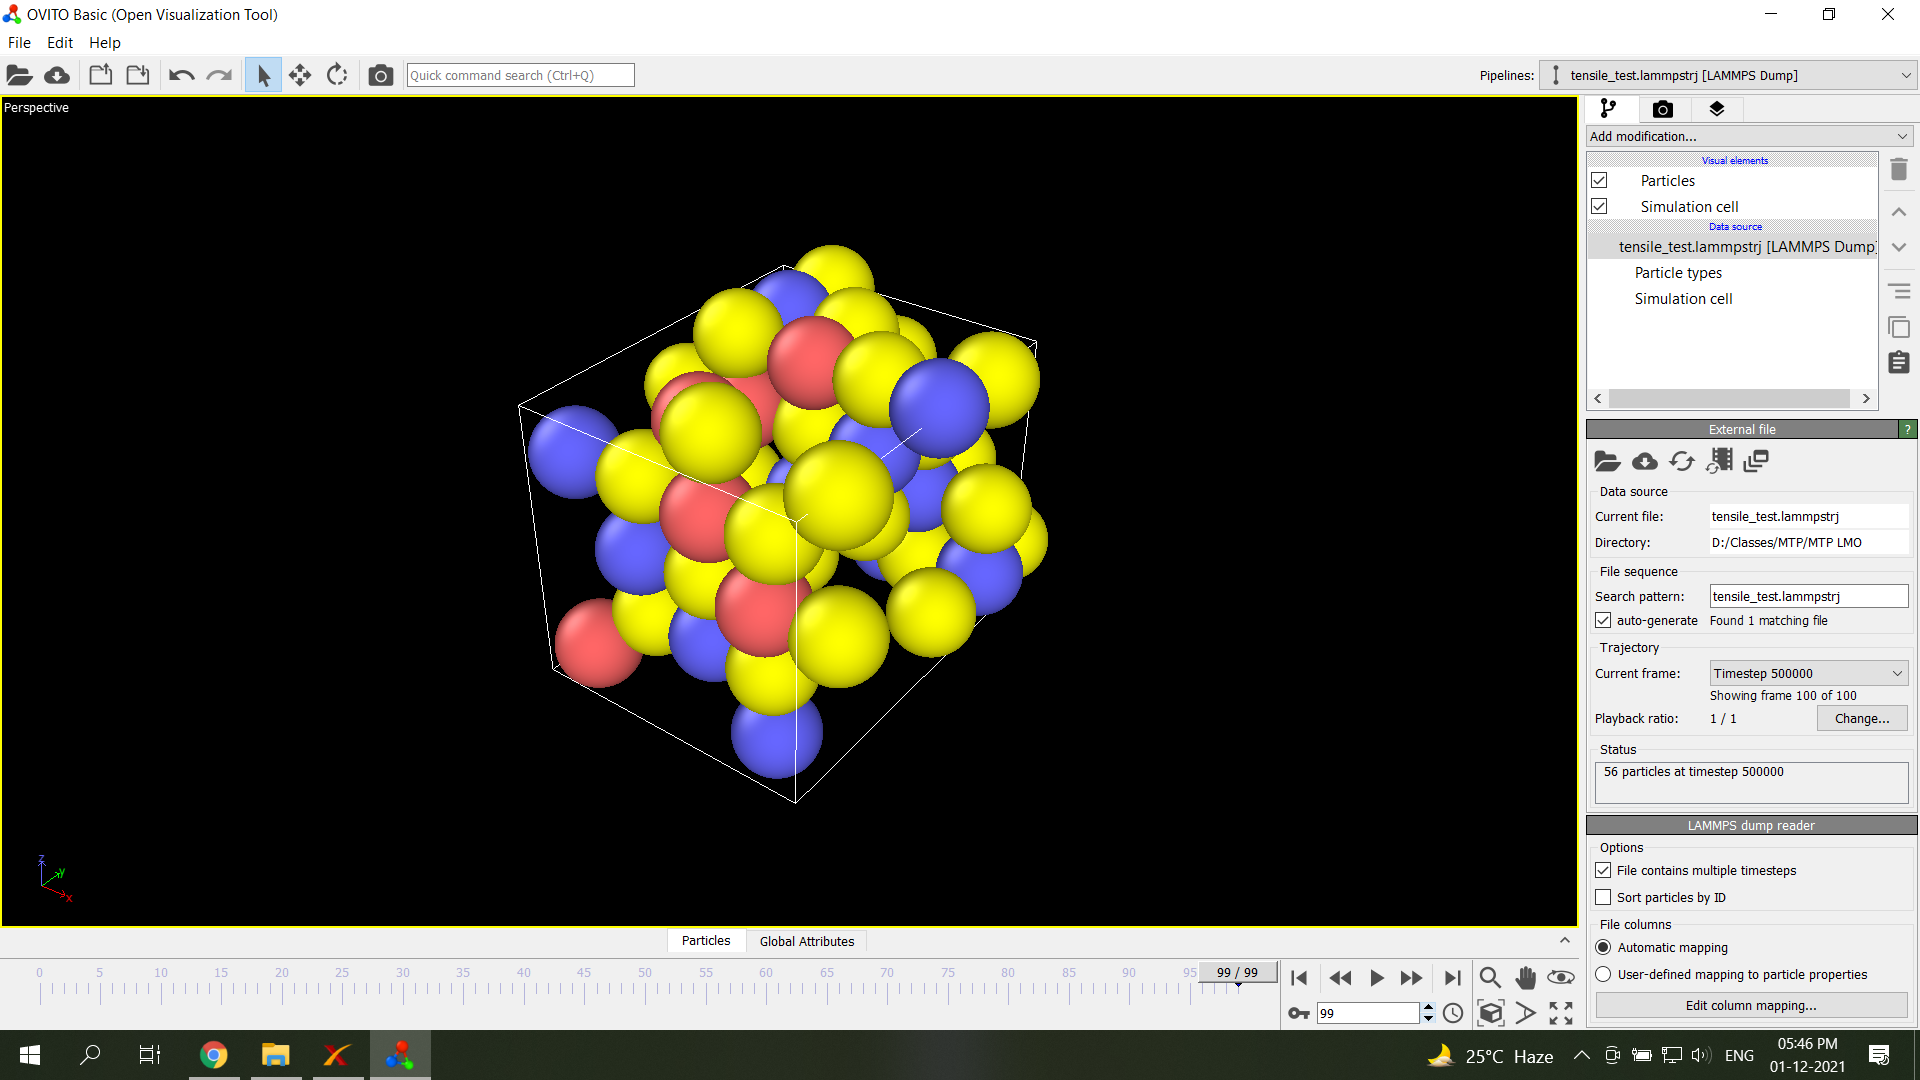 OVITO Basic (Open Visualization Tool)
File Edit Help
Quick command search (Ctrl+Q)
Pipelines: tensile_test.lammpstrj [LAMMPS Dump]
Perspective
z
y
x
Add modification...
Visual elements
Particles
Simulation cell
Data source
tensile_test.lammpstrj [LAMMPS Dump]
Particle types
Simulation cell
External file ?
Data source
Current file: tensile_test.lammpstrj
Directory: D:/Classes/MTP/MTP LMO
File sequence
Search pattern: tensile_test.lammpstrj
auto-generate Found 1 matching file
Trajectory
Current frame: Timestep 500000
Showing frame 100 of 100
Playback ratio: 1 / 1 Change...
Status
56 particles at timestep 500000
LAMMPS dump reader
Options
File contains multiple timesteps
Sort particles by ID
File columns
Automatic mapping
User-defined mapping to particle properties
Edit column mapping...
Particles Global Attributes
0 5 10 15 20 25 30 35 40 45 50 55 60 65 70 75 80 85 90 95 99 / 99
99
25°C Haze ENG 05:46 PM
01-12-2021